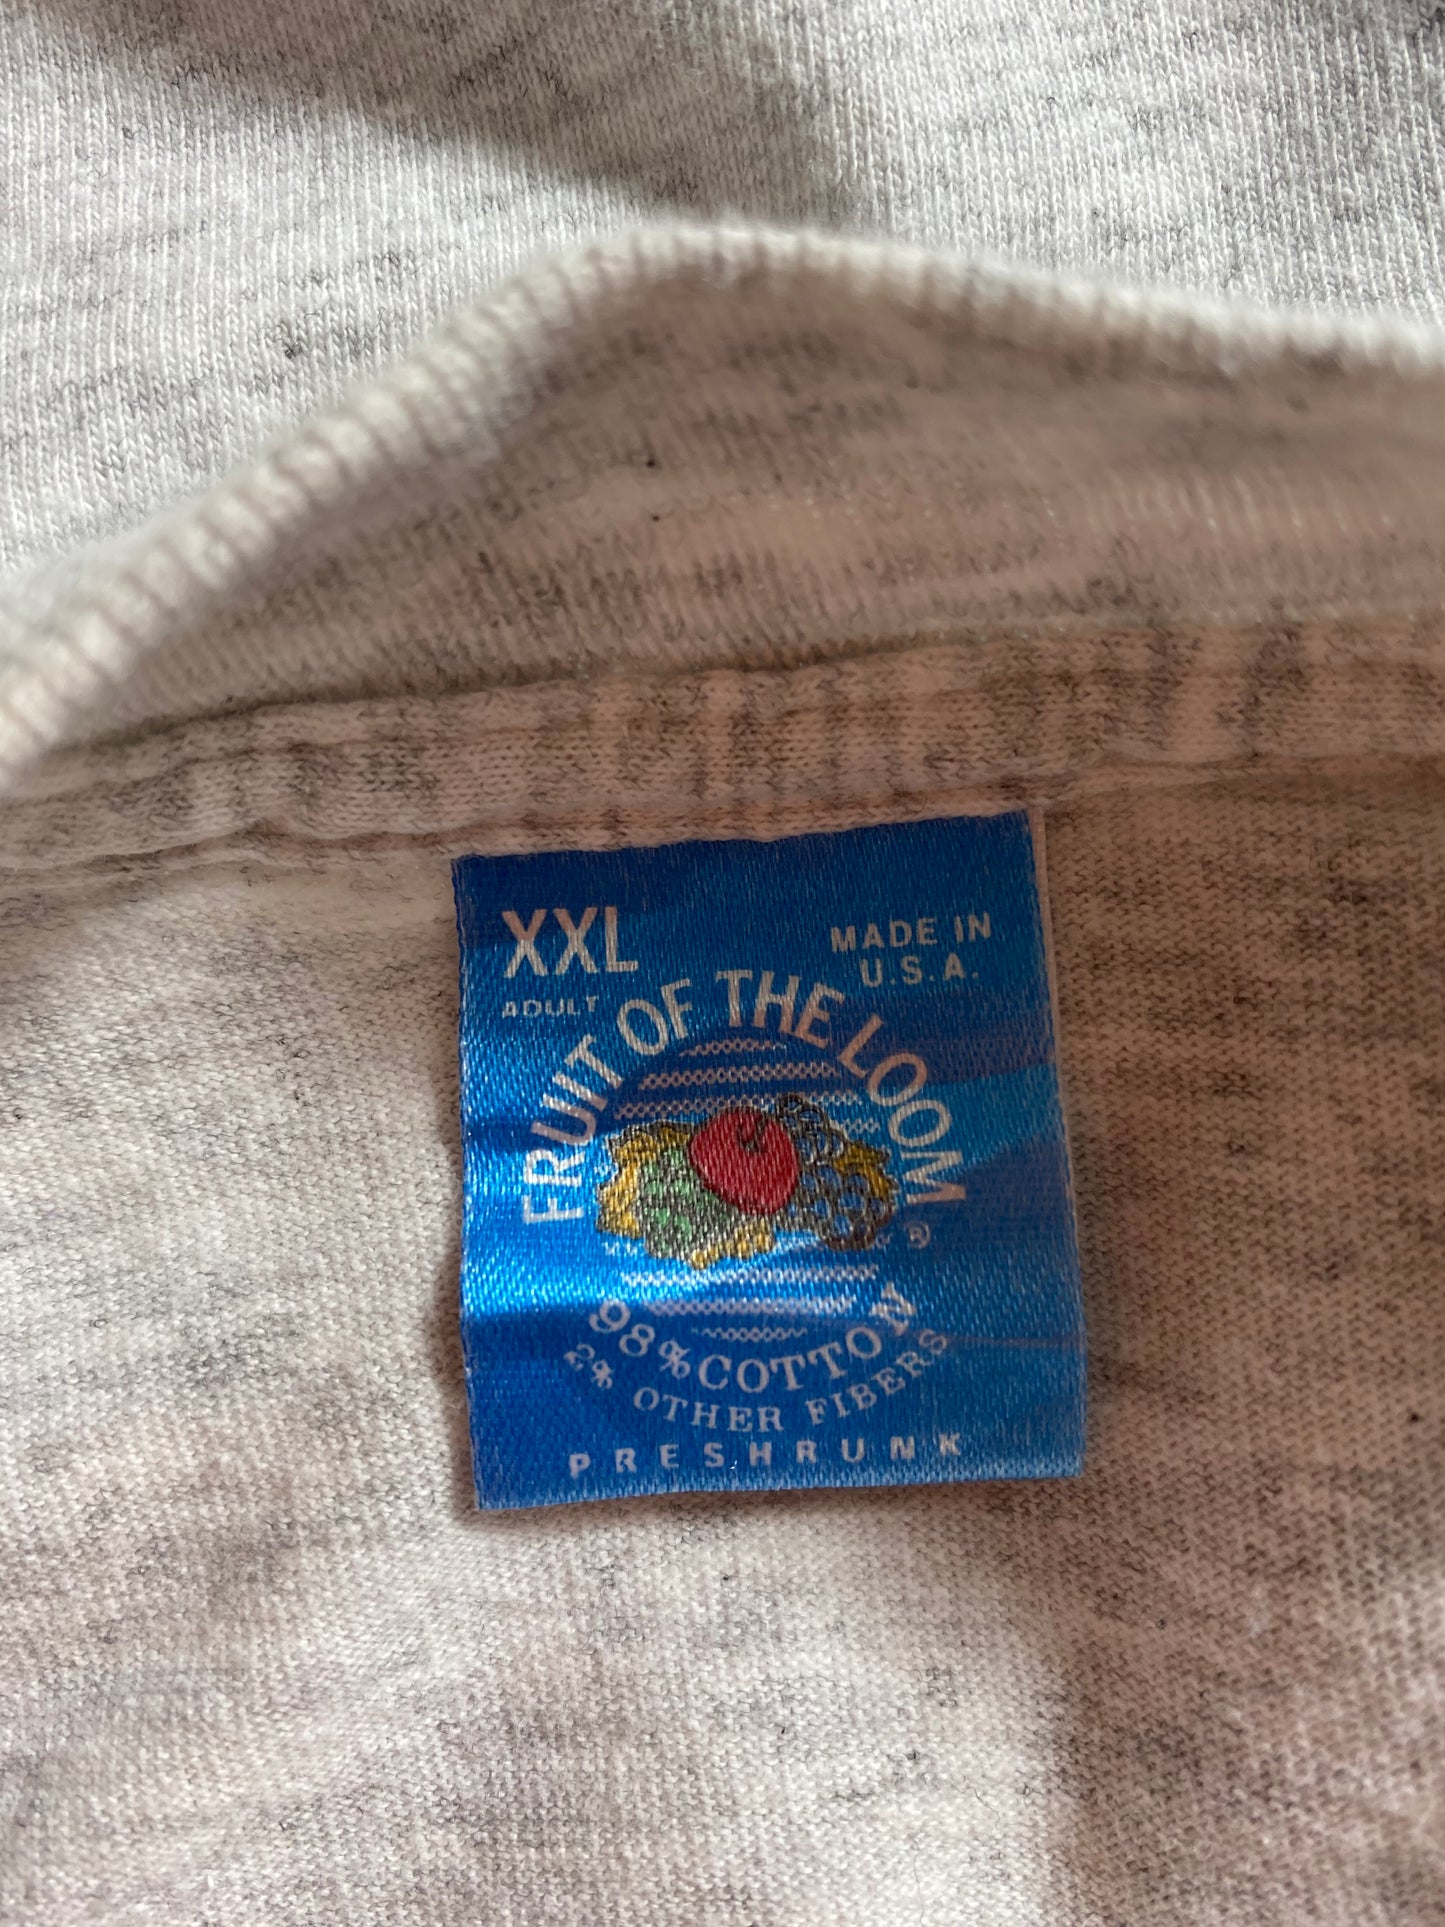 XXL
ADULT
MADE IN
U.S.A.
FRUIT OF THE LOOM
®
98% COTTON
2% OTHER FIBERS
PRESHRUNK